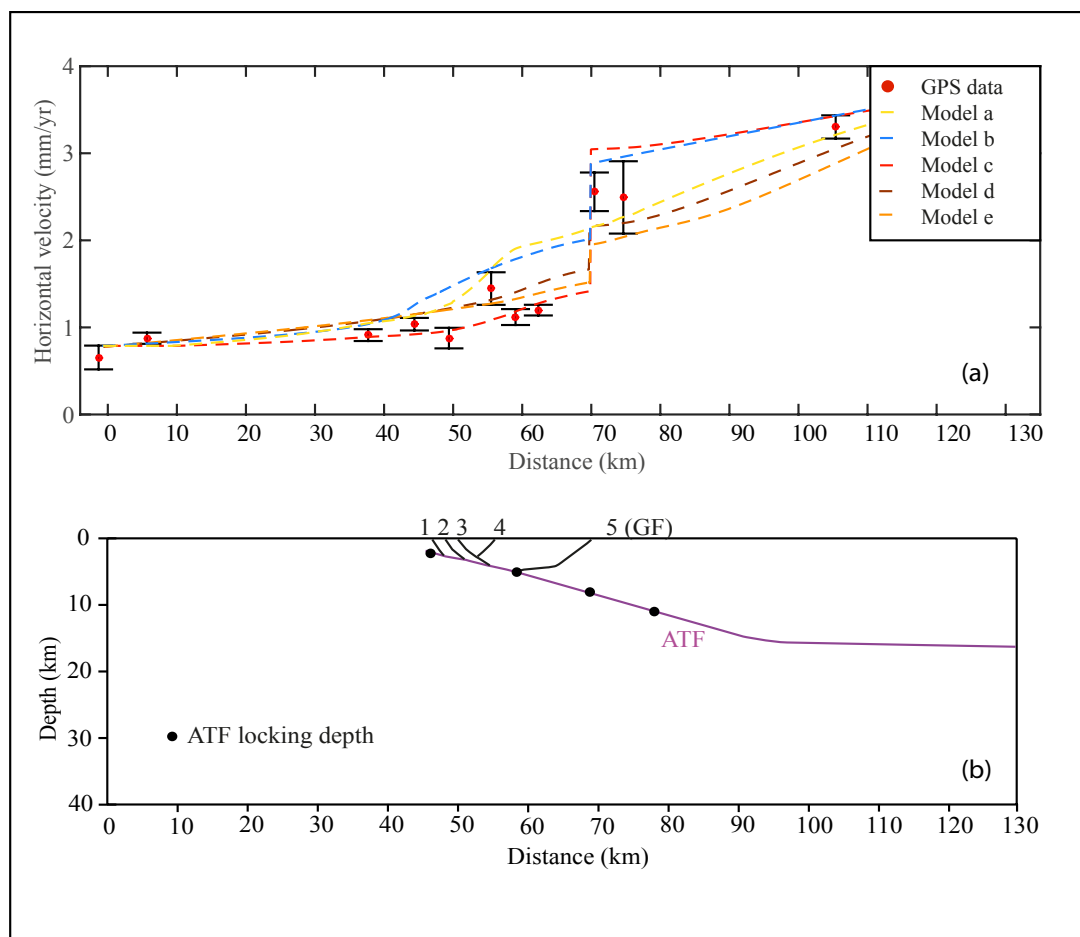 4
3
2
1
0
Horizontal velocity (mm/yr)
GPS data
Model a
Model b
Model c
Model d
Model e
(a)
0 10 20 30 40 50 60 70 80 90 100 110 120 130
Distance (km)
1 2 3 4 5 (GF)
0
10
20
30
40
Depth (km)
ATF
ATF locking depth
(b)
0 10 20 30 40 50 60 70 80 90 100 110 120 130
Distance (km)